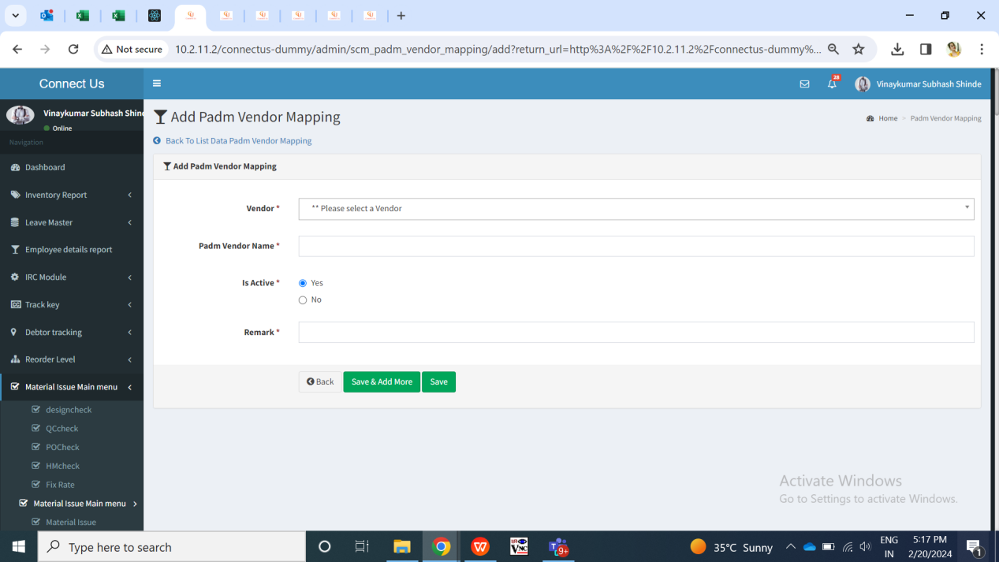 Not secure
10.2.11.2/connectus-dummy/admin/scm_padm_vendor_mapping/add?return_url=http%3A%2F%2F10.2.11.2%2Fconnectus-dummy%...
Connect Us
28
Vinaykumar Subhash Shinde
Vinaykumar Subhash Shin
Online
Navigation
Dashboard
Inventory Report
Leave Master
Employee details report
IRC Module
Track key
Debtor tracking
Reorder Level
Material Issue Main menu
designcheck
QCcheck
POCheck
HMcheck
Fix Rate
Material Issue Main menu
Material Issue
Add Padm Vendor Mapping
Home > Padm Vendor Mapping
Back To List Data Padm Vendor Mapping
Add Padm Vendor Mapping
Vendor *
** Please select a Vendor
Padm Vendor Name *
Is Active *
Yes
No
Remark *
Back
Save & Add More
Save
Activate Windows
Go to Settings to activate Windows.
Type here to search
9+
35°C Sunny
ENG
IN
5:17 PM
2/20/2024
1